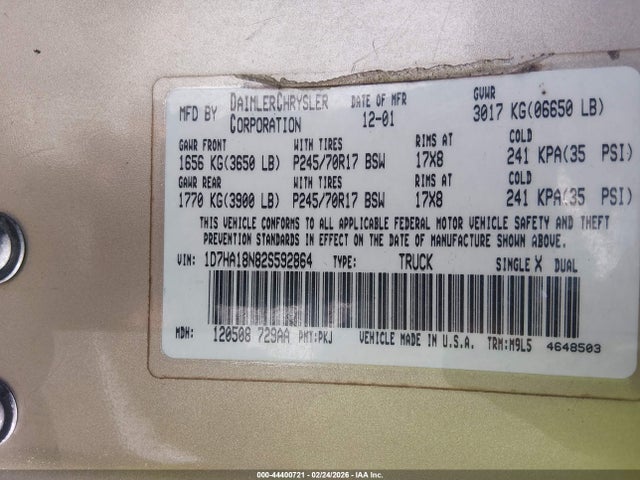 MFD BY DAIMLERCHRYSLER CORPORATION DATE OF MFR 12-01 GVWR 3017 KG(06650 LB)
GAWR FRONT WITH TIRES RIMS AT COLD
1656 KG(3650 LB) P245/70R17 BSW 17X8 241 KPA(35 PSI)
GAWR REAR WITH TIRES RIMS AT COLD
1770 KG(3900 LB) P245/70R17 BSW 17X8 241 KPA(35 PSI)
THIS VEHICLE CONFORMS TO ALL APPLICABLE FEDERAL MOTOR VEHICLE SAFETY AND THEFT
PREVENTION STANDARDS IN EFFECT ON THE DATE OF MANUFACTURE SHOWN ABOVE.
VIN: 1D7HA18N82S592864 TYPE: TRUCK SINGLE X DUAL
MDH: 120508 729AA PNT:PKJ VEHICLE MADE IN U.S.A. TRM:M9L5 4648503
000-44400721 - 02/24/2026 - IAA Inc.